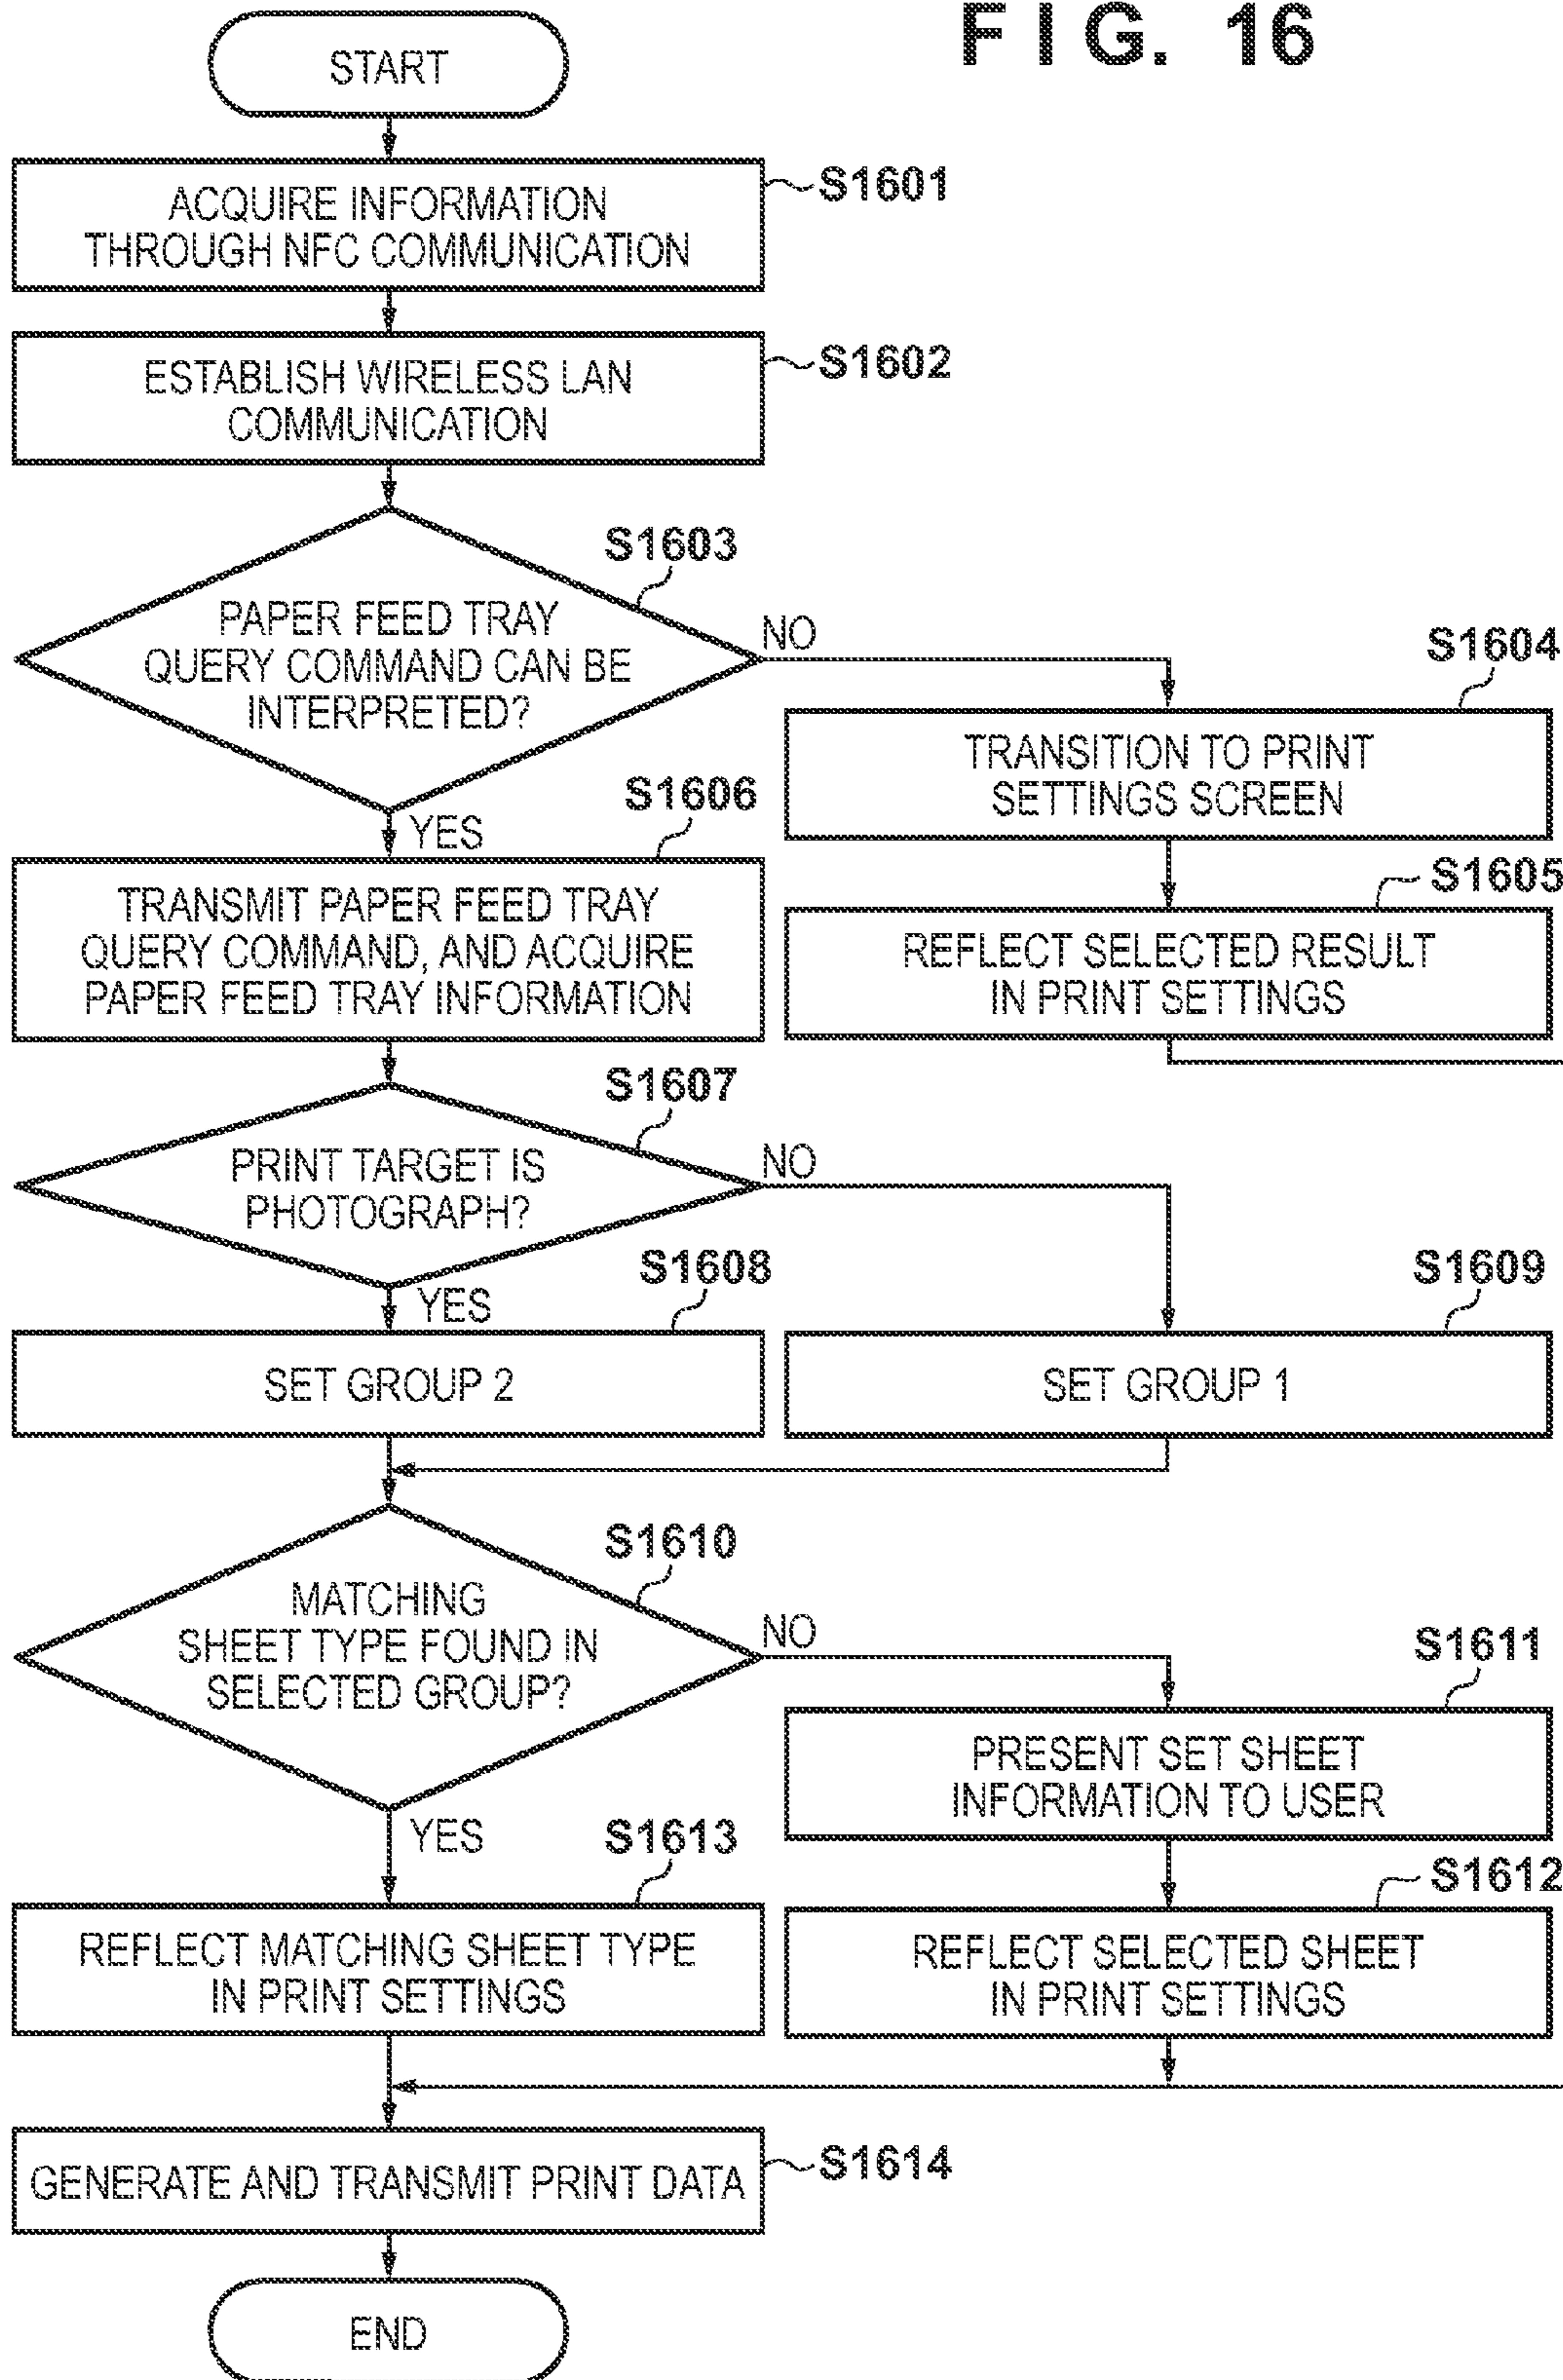 FIG. 16
START
ACQUIRE INFORMATION
THROUGH NFC COMMUNICATION
S1601
ESTABLISH WIRELESS LAN
COMMUNICATION
S1602
S1603
PAPER FEED TRAY
QUERY COMMAND CAN BE
INTERPRETED?
NO
YES
S1604
TRANSITION TO PRINT
SETTINGS SCREEN
S1605
REFLECT SELECTED RESULT
IN PRINT SETTINGS
S1606
TRANSMIT PAPER FEED TRAY
QUERY COMMAND, AND ACQUIRE
PAPER FEED TRAY INFORMATION
S1607
PRINT TARGET IS
PHOTOGRAPH?
NO
YES
S1608
SET GROUP 2
S1609
SET GROUP 1
S1610
MATCHING
SHEET TYPE FOUND IN
SELECTED GROUP?
NO
YES
S1611
PRESENT SET SHEET
INFORMATION TO USER
S1612
REFLECT SELECTED SHEET
IN PRINT SETTINGS
S1613
REFLECT MATCHING SHEET TYPE
IN PRINT SETTINGS
GENERATE AND TRANSMIT PRINT DATA
S1614
END